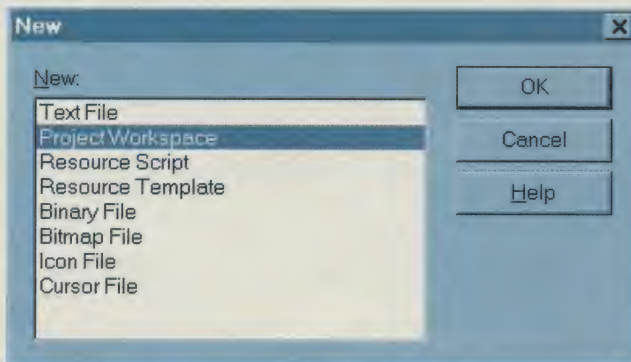 New
New:
Text File
Project Workspace
Resource Script
Resource Template
Binary File
Bitmap File
Icon File
Cursor File
OK
Cancel
Help